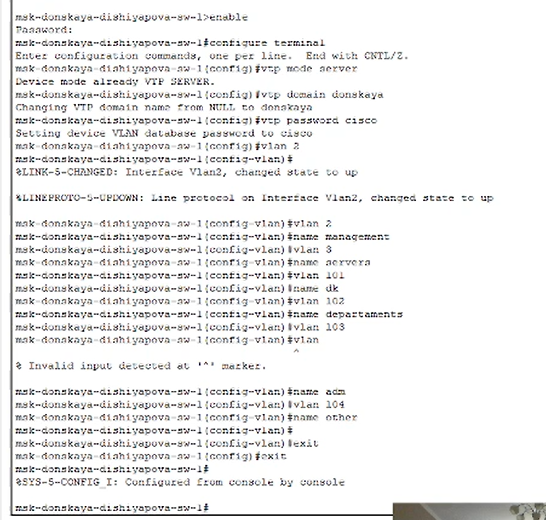 msk-donskaya-dishiyapova-sw-1>enable
Password:
msk-donskaya-dishiyapova-sw-1#configure terminal
Enter configuration commands, one per line.  End with CNTL/Z.
msk-donskaya-dishiyapova-sw-1(config)#vtp mode server
Device mode already VTP SERVER.
msk-donskaya-dishiyapova-sw-1(config)#vtp domain donskaya
Changing VTP domain name from NULL to donskaya
msk-donskaya-dishiyapova-sw-1(config)#vtp password cisco
Setting device VLAN database password to cisco
msk-donskaya-dishiyapova-sw-1(config)#vlan 2
msk-donskaya-dishiyapova-sw-1(config-vlan)#
%LINK-5-CHANGED: Interface Vlan2, changed state to up
%LINEPROTO-5-UPDOWN: Line protocol on Interface Vlan2, changed state to up
msk-donskaya-dishiyapova-sw-1(config-vlan)#vlan 2
msk-donskaya-dishiyapova-sw-1(config-vlan)#name management
msk-donskaya-dishiyapova-sw-1(config-vlan)#vlan 3
msk-donskaya-dishiyapova-sw-1(config-vlan)#name servers
msk-donskaya-dishiyapova-sw-1(config-vlan)#vlan 101
msk-donskaya-dishiyapova-sw-1(config-vlan)#name dk
msk-donskaya-dishiyapova-sw-1(config-vlan)#vlan 102
msk-donskaya-dishiyapova-sw-1(config-vlan)#name departaments
msk-donskaya-dishiyapova-sw-1(config-vlan)#vlan 103
msk-donskaya-dishiyapova-sw-1(config-vlan)#vlan
^
% Invalid input detected at '^' marker.
msk-donskaya-dishiyapova-sw-1(config-vlan)#name adm
msk-donskaya-dishiyapova-sw-1(config-vlan)#vlan 104
msk-donskaya-dishiyapova-sw-1(config-vlan)#name other
msk-donskaya-dishiyapova-sw-1(config-vlan)#
msk-donskaya-dishiyapova-sw-1(config-vlan)#exit
msk-donskaya-dishiyapova-sw-1(config)#exit
msk-donskaya-dishiyapova-sw-1#
%SYS-5-CONFIG_I: Configured from console by console
msk-donskaya-dishiyapova-sw-1#